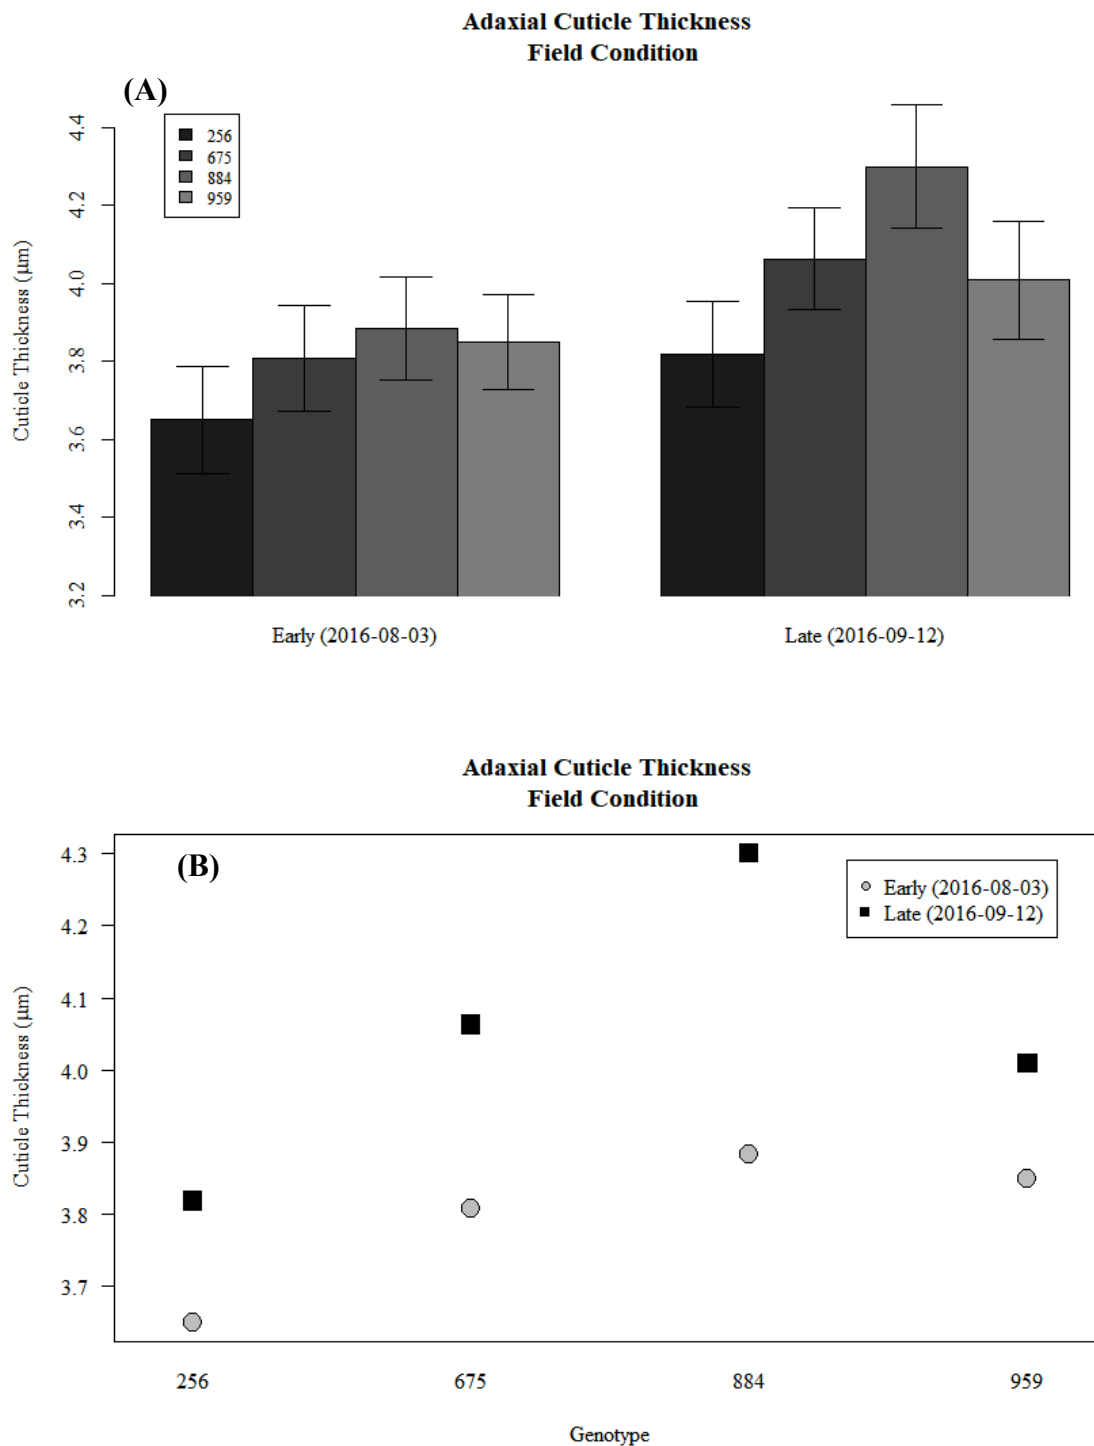 Adaxial Cuticle Thickness
Field Condition
(A)
256
675
884
959
Cuticle Thickness (μm)
4.4
4.2
4.0
3.8
3.6
3.4
3.2
Early (2016-08-03)
Late (2016-09-12)
Adaxial Cuticle Thickness
Field Condition
(B)
Early (2016-08-03)
Late (2016-09-12)
Cuticle Thickness (μm)
4.3
4.2
4.1
4.0
3.9
3.8
3.7
256
675
884
959
Genotype